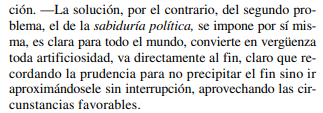 ción. —La solución, por el contrario, del segundo pro-
blema, el de la sabiduría política, se impone por sí mis-
ma, es clara para todo el mundo, convierte en vergüenza
toda artificiosidad, va directamente al fin, claro que re-
cordando la prudencia para no precipitar el fin sino ir
aproximándosele sin interrupción, aprovechando las cir-
cunstancias favorables.